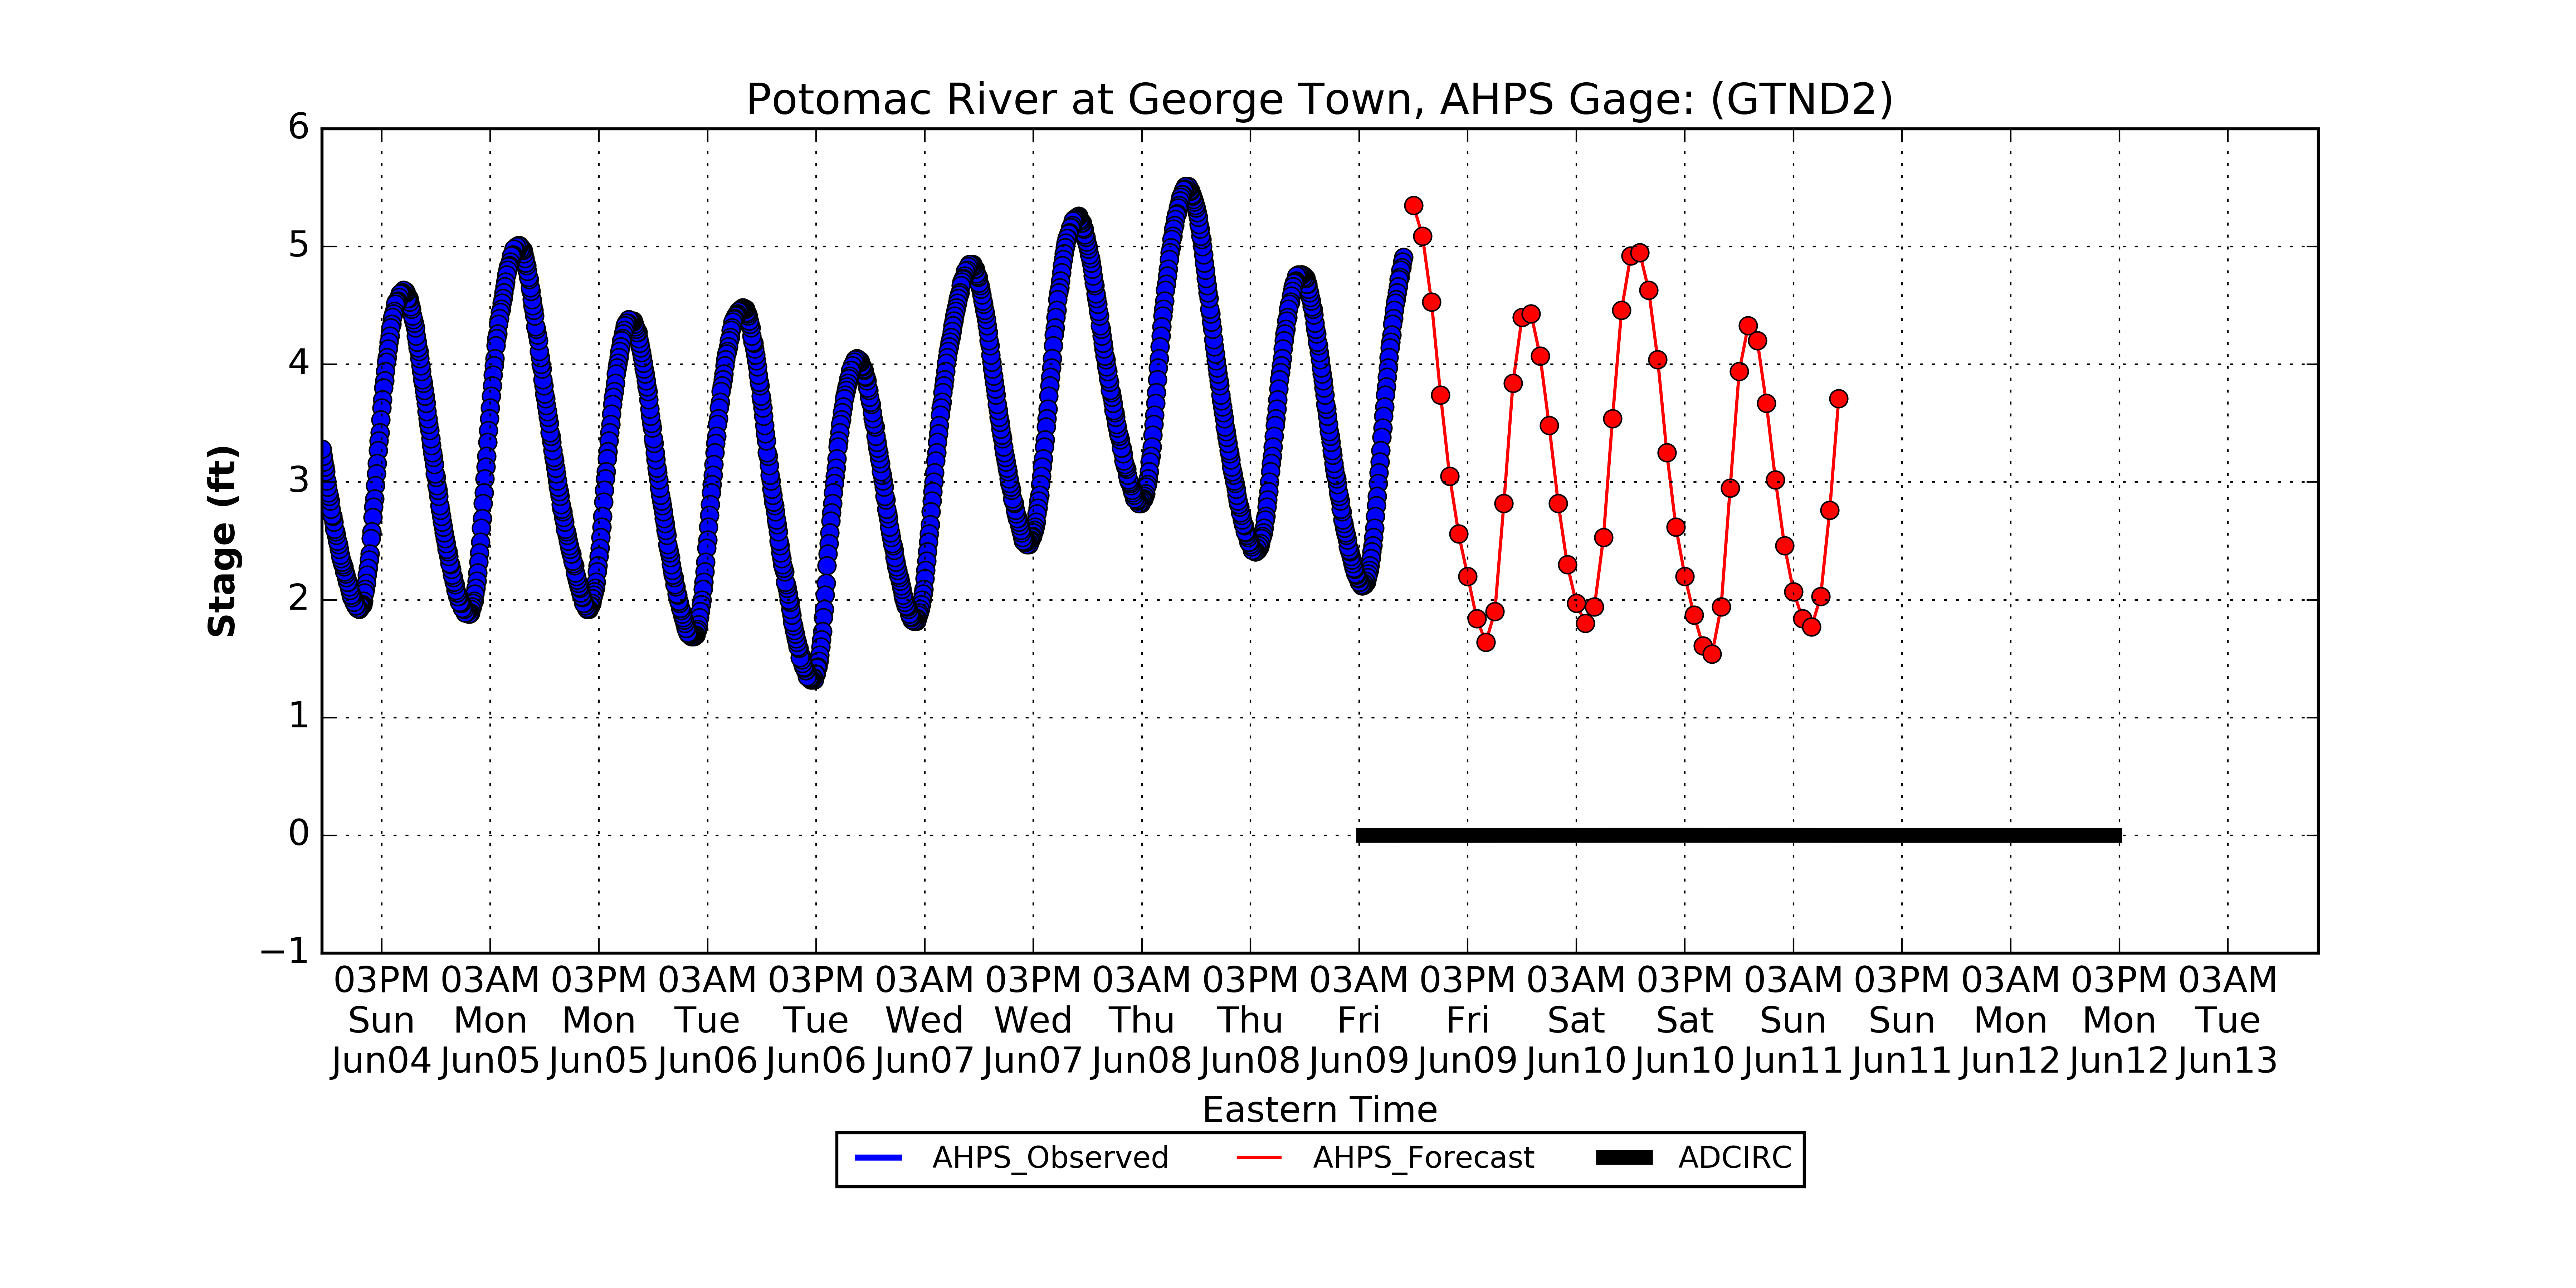 Potomac River at George Town, AHPS Gage: (GTND2)
6
5
4
3
2
1
0
−1
Stage (ft)
03PM 03AM 03PM 03AM 03PM 03AM 03PM 03AM 03PM 03AM 03PM 03AM 03PM 03AM 03PM 03AM 03PM 03AM
Sun Mon Mon Tue Tue Wed Wed Thu Thu Fri Fri Sat Sat Sun Sun Mon Mon Tue
Jun04 Jun05 Jun05 Jun06 Jun06 Jun07 Jun07 Jun08 Jun08 Jun09 Jun09 Jun10 Jun10 Jun11 Jun11 Jun12 Jun12 Jun13
Eastern Time
AHPS_Observed AHPS_Forecast ADCIRC